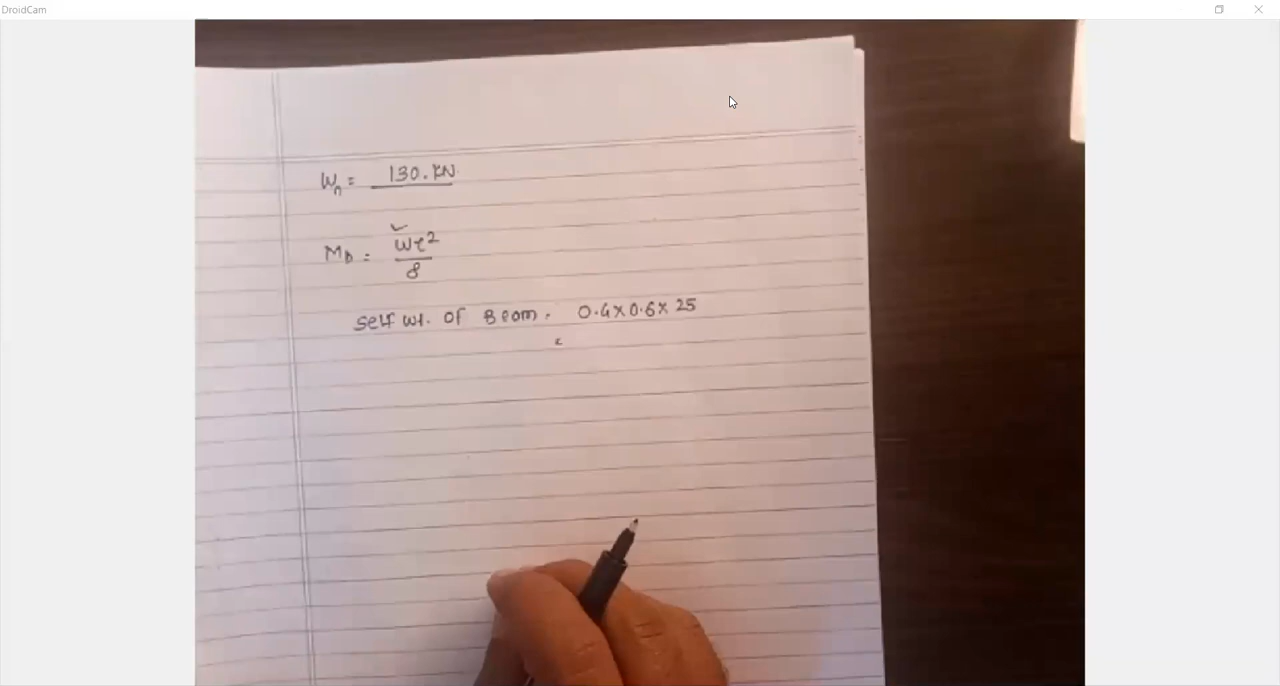 DroidCam
Wn = 130.KN
MD = wl²/8
Self wt. of Beam = 0.4×0.6×25
=